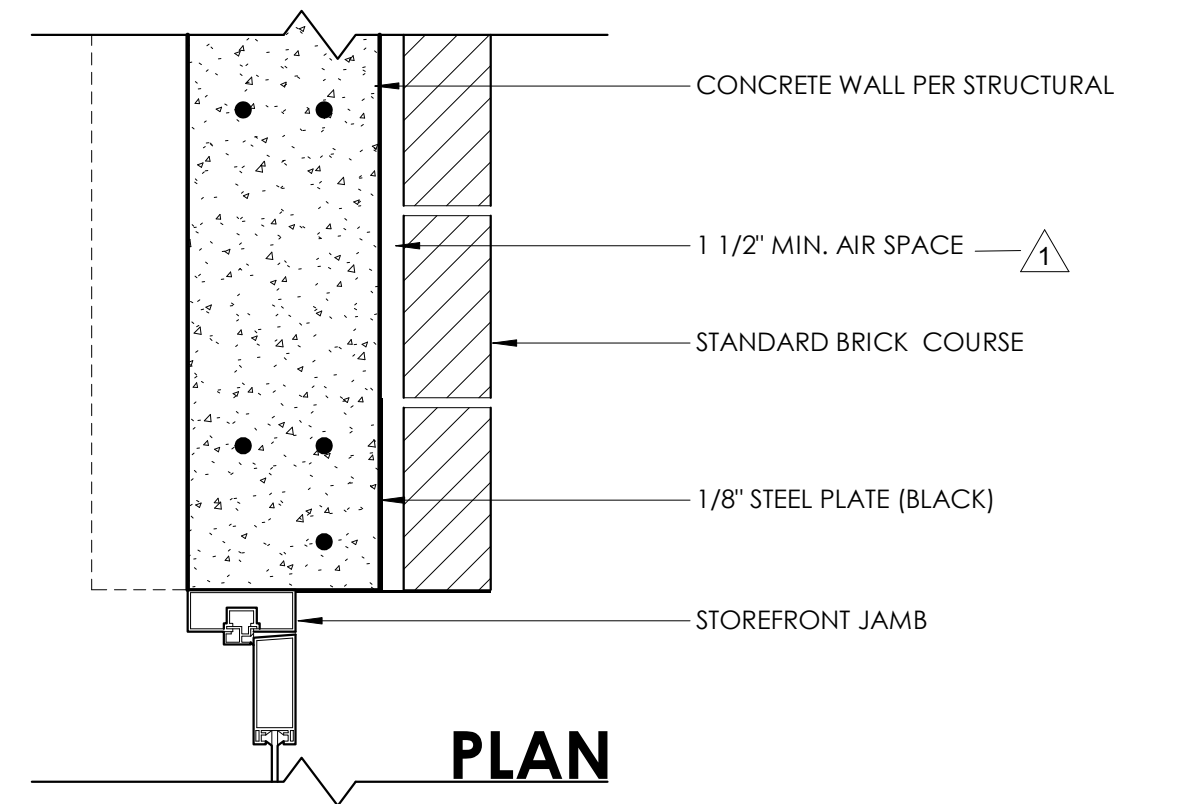 CONCRETE WALL PER STRUCTURAL
1 1/2" MIN. AIR SPACE 1
STANDARD BRICK COURSE
1/8" STEEL PLATE (BLACK)
STOREFRONT JAMB
PLAN